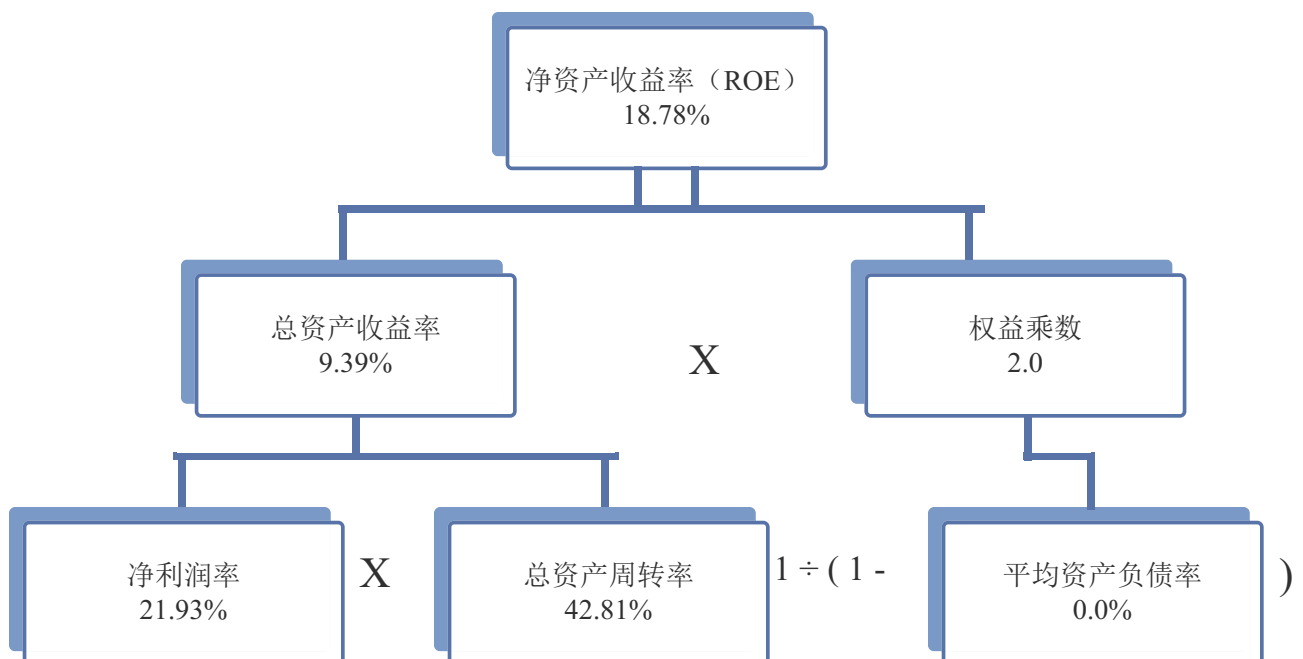 净资产收益率（ROE）
18.78%
总资产收益率
9.39%
X
权益乘数
2.0
净利润率
21.93%
X
总资产周转率
42.81%
1 ÷ ( 1 -
平均资产负债率
0.0%
)